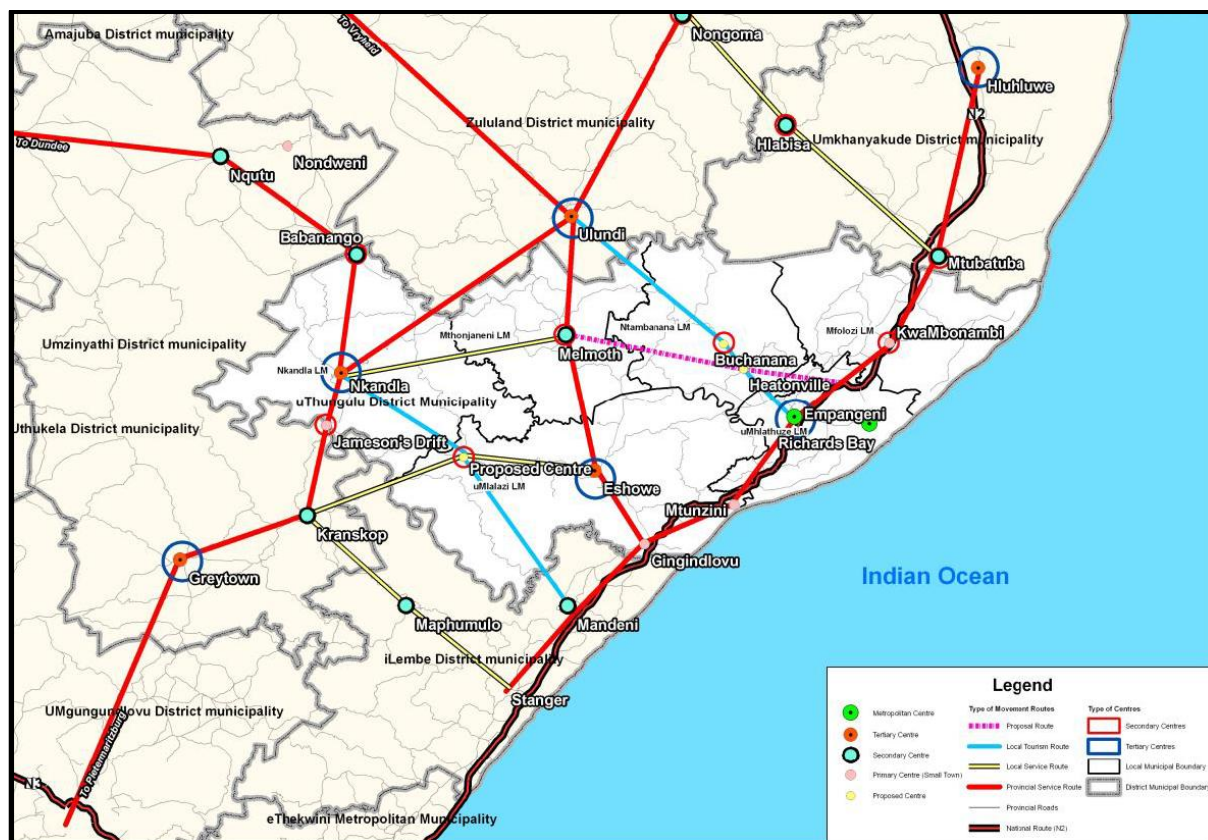 Amajuba District municipality
To Vryheid
Nongoma
Hluhluwe
N2
Zululand District municipality
Hlabisa
Umkhanyakude District municipality
To Dundee
Nondweni
Nqutu
Ulundi
Babanango
Mtubatuba
Ntambanana LM
Mfolozi LM
KwaMbonambi
Mthonjaneni LM
Umzinyathi District municipality
Melmoth
Buchanana
Nkandla LM
Nkandla
Heatonville
uThungulu District Municipality
Empangeni
Uthukela District municipality
uMhlathuze LM
Richards Bay
Jameson's Drift
Proposed Centre
uMlalazi LM
Eshowe
Mtunzini
Kranskop
Gingindlovu
Greytown
Indian Ocean
Maphumulo
Mandeni
iLembe District municipality
Stanger
UMgungundlovu District municipality
To Pietermaritzburg
N3
eThekwini Metropolitan Municipality
Legend
Metropolitan Centre
Tertiary Centre
Secondary Centre
Primary Centre (Small Town)
Proposed Centre
Type of Movement Routes
Proposal Route
Local Tourism Route
Local Service Route
Provincial Service Route
Provincial Roads
National Route (N2)
Type of Centres
Secondary Centres
Tertiary Centres
Local Municipal Boundary
District Municipal Boundary